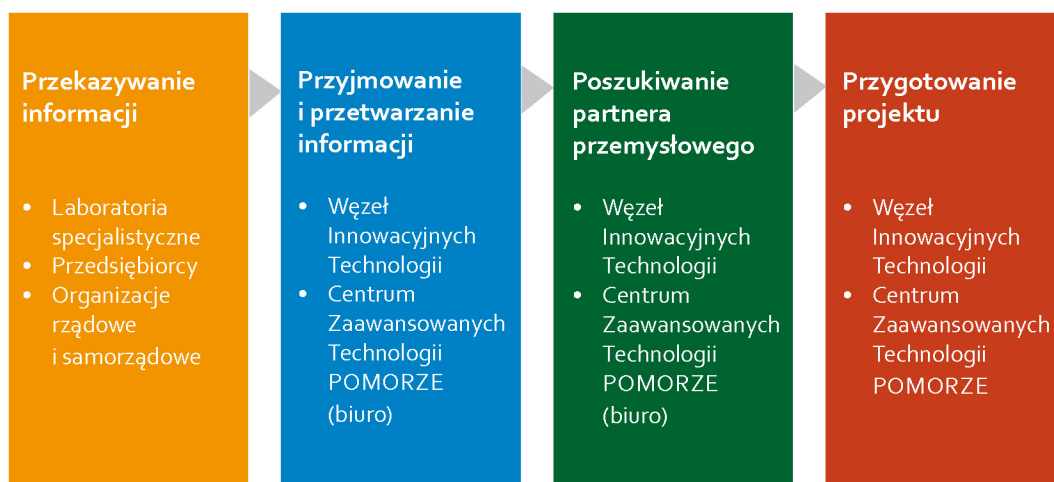 Przekazywanie
informacji
• Laboratoria
specjalistyczne
• Przedsiębiorcy
• Organizacje
rządowe
i samorządowe
Przyjmowanie
i przetwarzanie
informacji
• Węzeł
Innowacyjnych
Technologii
• Centrum
Zaawansowanych
Technologii
POMORZE
(biuro)
Poszukiwanie
partnera
przemysłowego
• Węzeł
Innowacyjnych
Technologii
• Centrum
Zaawansowanych
Technologii
POMORZE
(biuro)
Przygotowanie
projektu
• Węzeł
Innowacyjnych
Technologii
• Centrum
Zaawansowanych
Technologii
POMORZE